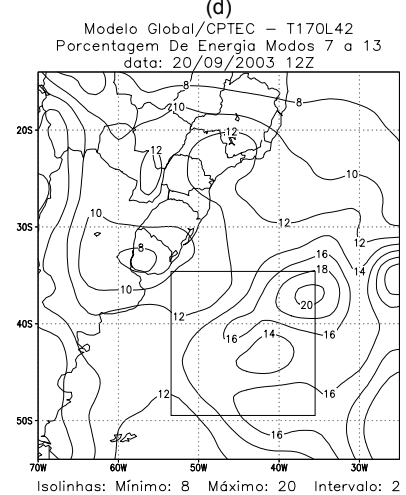 (d)
Modelo Global/CPTEC – T170L42
Porcentagem De Energia Modos 7 a 13
data: 20/09/2003 12Z
8
8
10
20S
12
12
10
10
12
30S
12
8
16
18
14
10
20
12
40S
16
14
16
12
16
50S
16
70W 60W 50W 40W 30W
Isolinhas: Mínimo: 8 Máximo: 20 Intervalo: 2